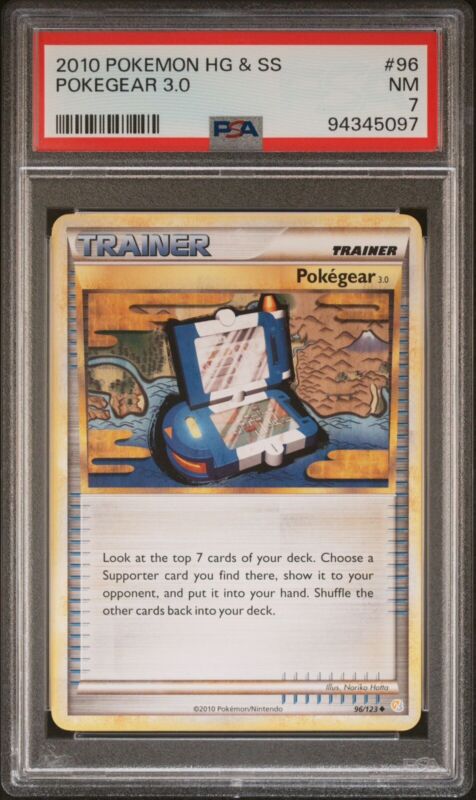 2010 POKEMON HG & SS #96
POKEGEAR 3.0 NM
7
PSA 94345097
TRAINER
TRAINER
Pokégear 3.0
Look at the top 7 cards of your deck. Choose a
Supporter card you find there, show it to your
opponent, and put it into your hand. Shuffle the
other cards back into your deck.
Illus. Noriko Hotta
©2010 Pokémon/Nintendo 96/123